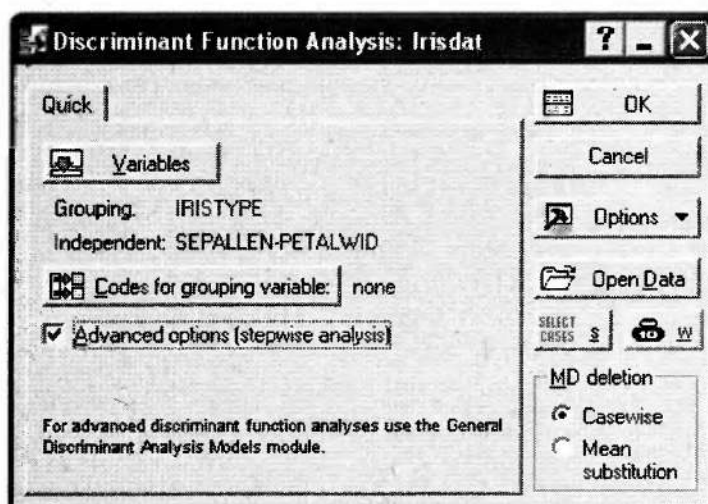 Discriminant Function Analysis: Irisdat
Quick
Variables
Grouping. IRISTYPE
Independent: SEPALLEN-PETALWID
Codes for grouping variable: none
Advanced options (stepwise analysis)
For advanced discriminant function analyses use the General
Discriminant Analysis Models module.
OK
Cancel
Options
Open Data
SELECT
CASES S
W
MD deletion
Casewise
Mean
substitution